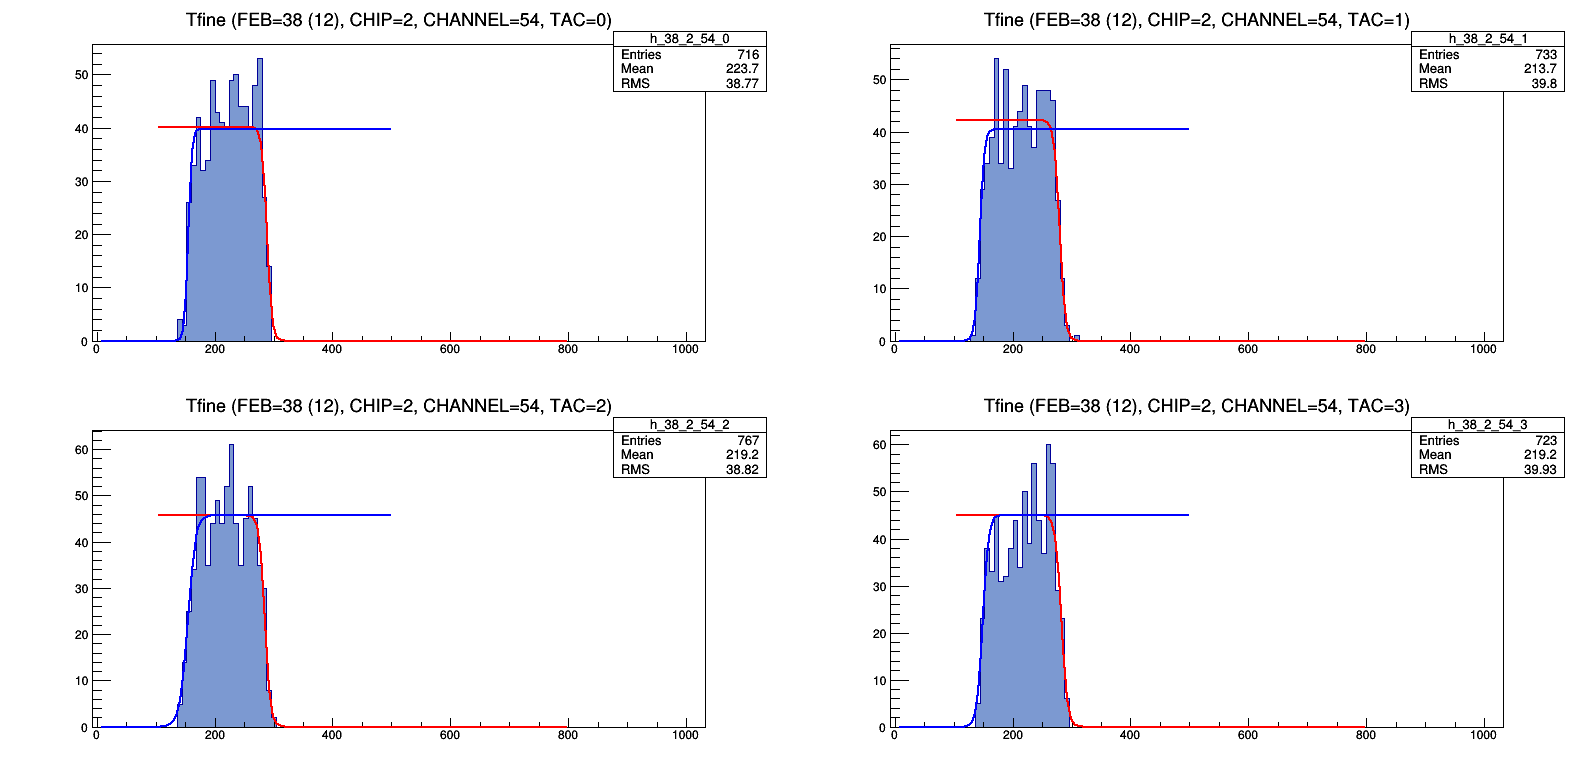 Tfine (FEB=38 (12), CHIP=2, CHANNEL=54, TAC=0)
h_38_2_54_0
Entries 716
Mean 223.7
RMS 38.77
50
40
30
20
10
0
0 200 400 600 800 1000
Tfine (FEB=38 (12), CHIP=2, CHANNEL=54, TAC=1)
h_38_2_54_1
Entries 733
Mean 213.7
RMS 39.8
50
40
30
20
10
0
0 200 400 600 800 1000
Tfine (FEB=38 (12), CHIP=2, CHANNEL=54, TAC=2)
h_38_2_54_2
Entries 767
Mean 219.2
RMS 38.82
60
50
40
30
20
10
0
0 200 400 600 800 1000
Tfine (FEB=38 (12), CHIP=2, CHANNEL=54, TAC=3)
h_38_2_54_3
Entries 723
Mean 219.2
RMS 39.93
60
50
40
30
20
10
0
0 200 400 600 800 1000